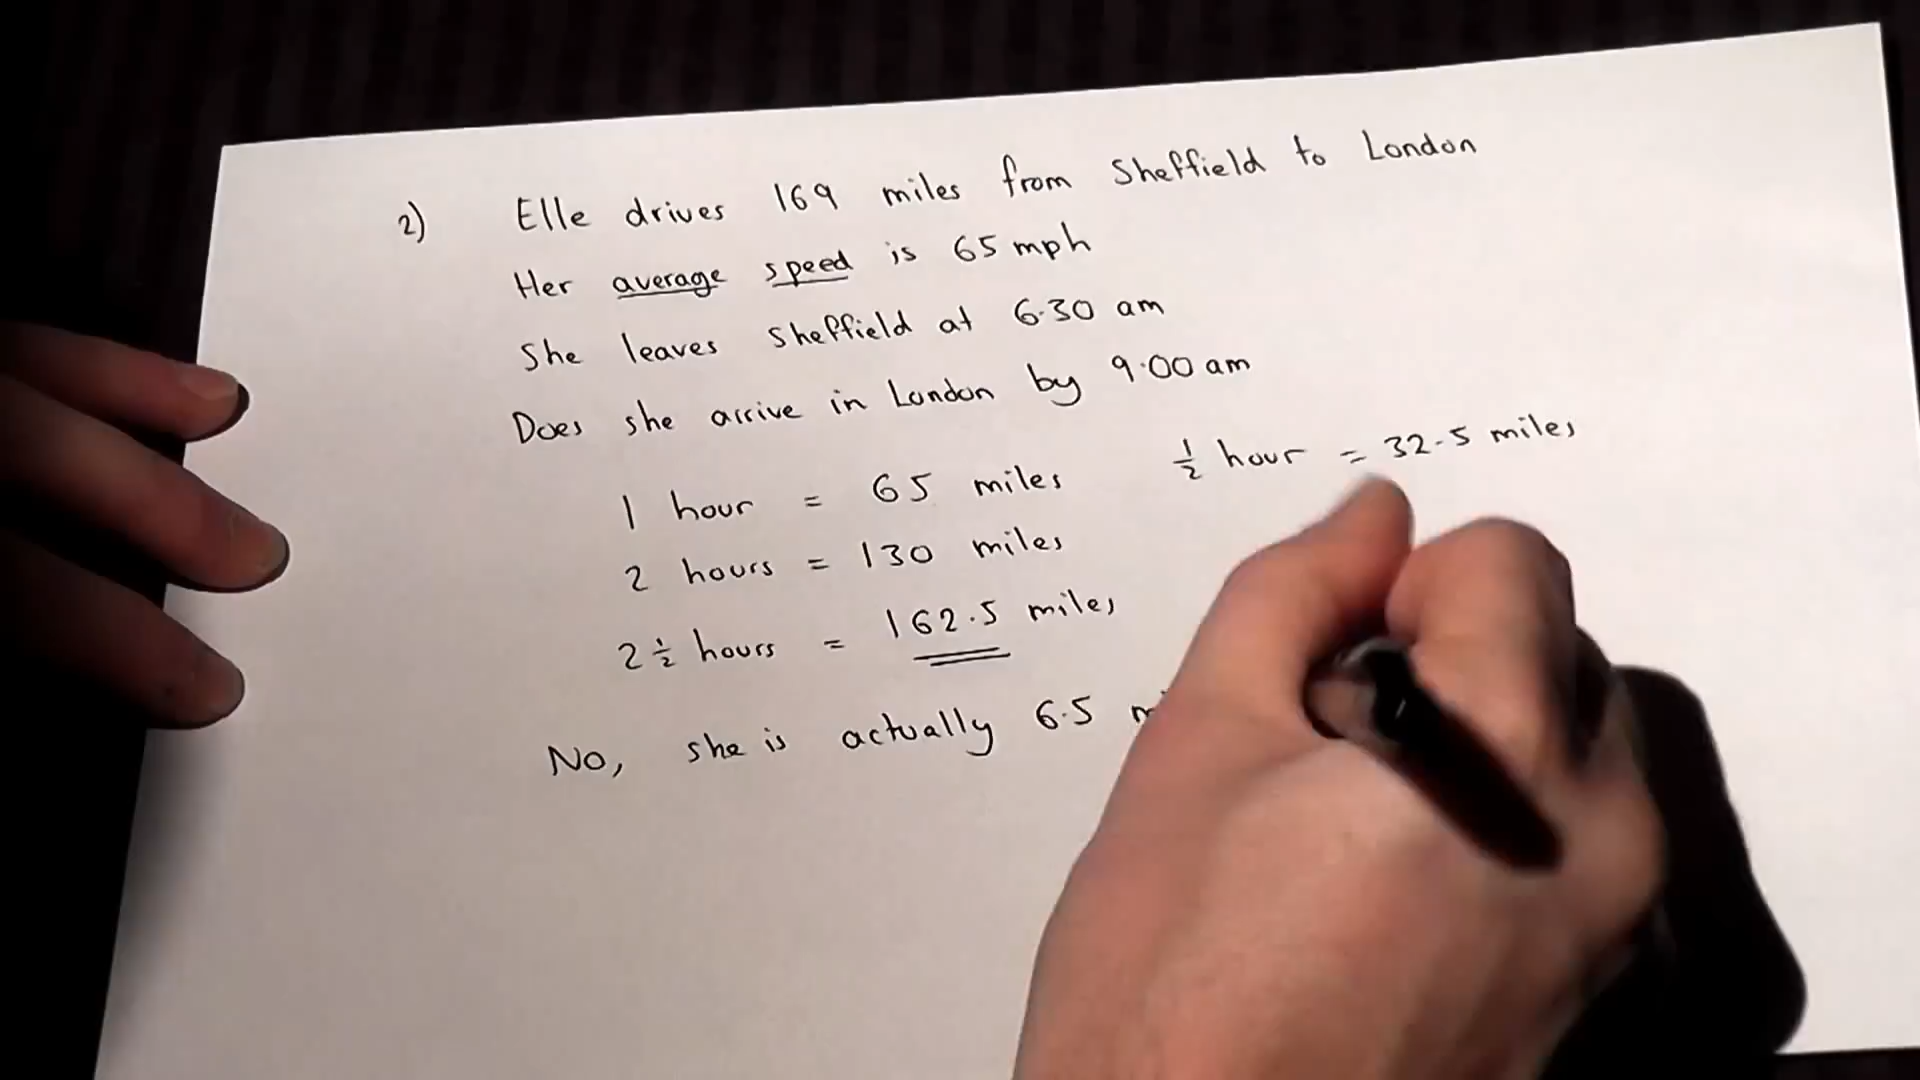 2) Elle drives 169 miles from Sheffield to London
Her average speed is 65 mph
She leaves Sheffield at 6.30 am
Does she arrive in London by 9.00 am
1 hour = 65 miles ½ hour = 32.5 miles
2 hours = 130 miles
2 ½ hours = 162.5 miles
No, she is actually 6.5